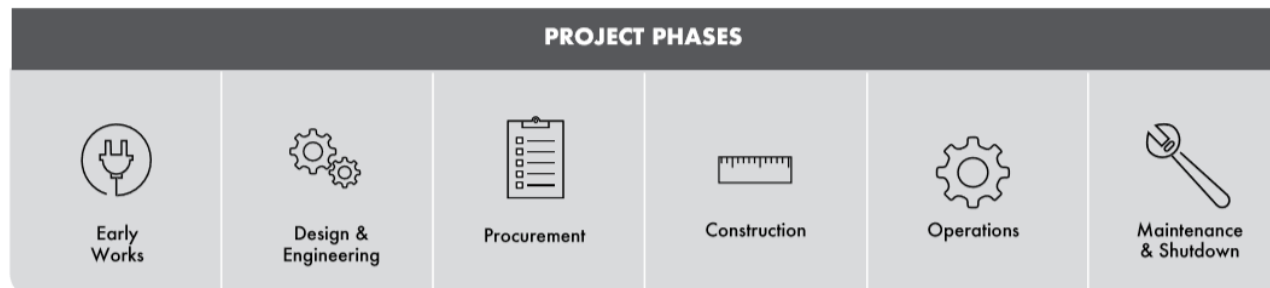 PROJECT PHASES
Early
Works
Design &
Engineering
Procurement
Construction
Operations
Maintenance
& Shutdown